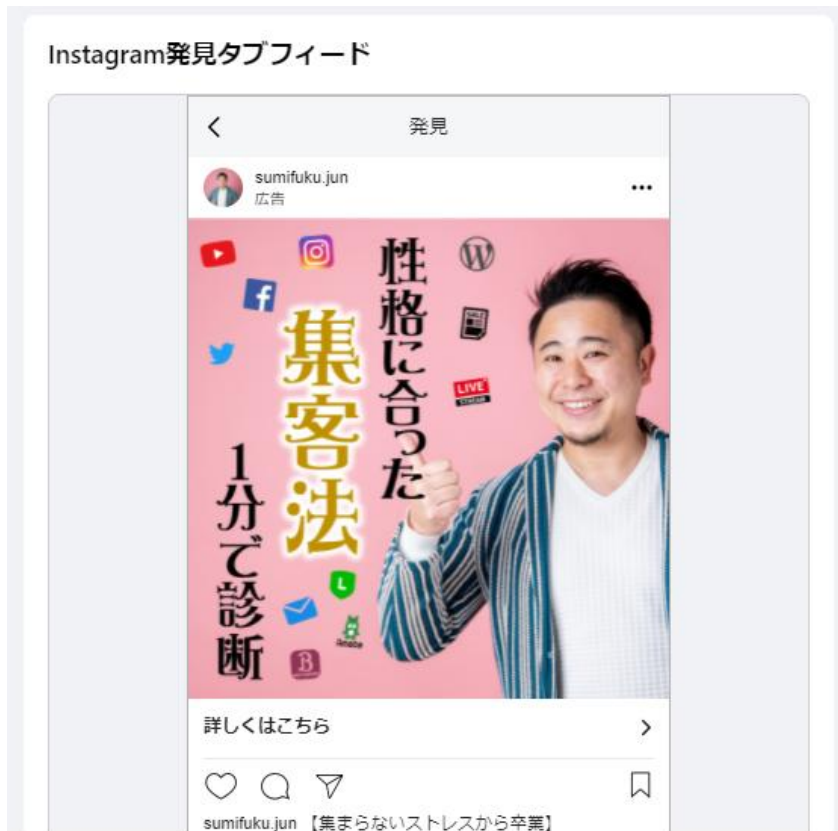 Instagram発見タブフィード
発見
sumifuku.jun
広告
性格に合った
集客法
1分で診断
LIVE
STREAM
Ameba
B
詳しくはこちら
sumifuku.jun 【集まらないストレスから卒業】